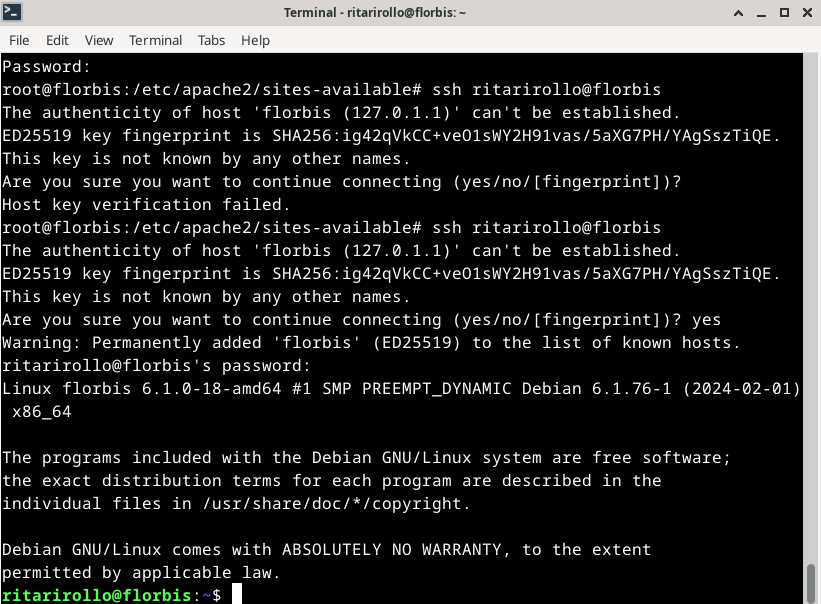 Terminal - ritarirollo@florbis: ~
File Edit View Terminal Tabs Help
Password:
root@florbis:/etc/apache2/sites-available# ssh ritarirollo@florbis
The authenticity of host 'florbis (127.0.1.1)' can't be established.
ED25519 key fingerprint is SHA256:ig42qVkCC+veO1sWY2H91vas/5aXG7PH/YAgSszTiQE.
This key is not known by any other names.
Are you sure you want to continue connecting (yes/no/[fingerprint])?
Host key verification failed.
root@florbis:/etc/apache2/sites-available# ssh ritarirollo@florbis
The authenticity of host 'florbis (127.0.1.1)' can't be established.
ED25519 key fingerprint is SHA256:ig42qVkCC+veO1sWY2H91vas/5aXG7PH/YAgSszTiQE.
This key is not known by any other names.
Are you sure you want to continue connecting (yes/no/[fingerprint])? yes
Warning: Permanently added 'florbis' (ED25519) to the list of known hosts.
ritarirollo@florbis's password:
Linux florbis 6.1.0-18-amd64 #1 SMP PREEMPT_DYNAMIC Debian 6.1.76-1 (2024-02-01)
x86_64
The programs included with the Debian GNU/Linux system are free software;
the exact distribution terms for each program are described in the
individual files in /usr/share/doc/*/copyright.
Debian GNU/Linux comes with ABSOLUTELY NO WARRANTY, to the extent
permitted by applicable law.
ritarirollo@florbis:~$